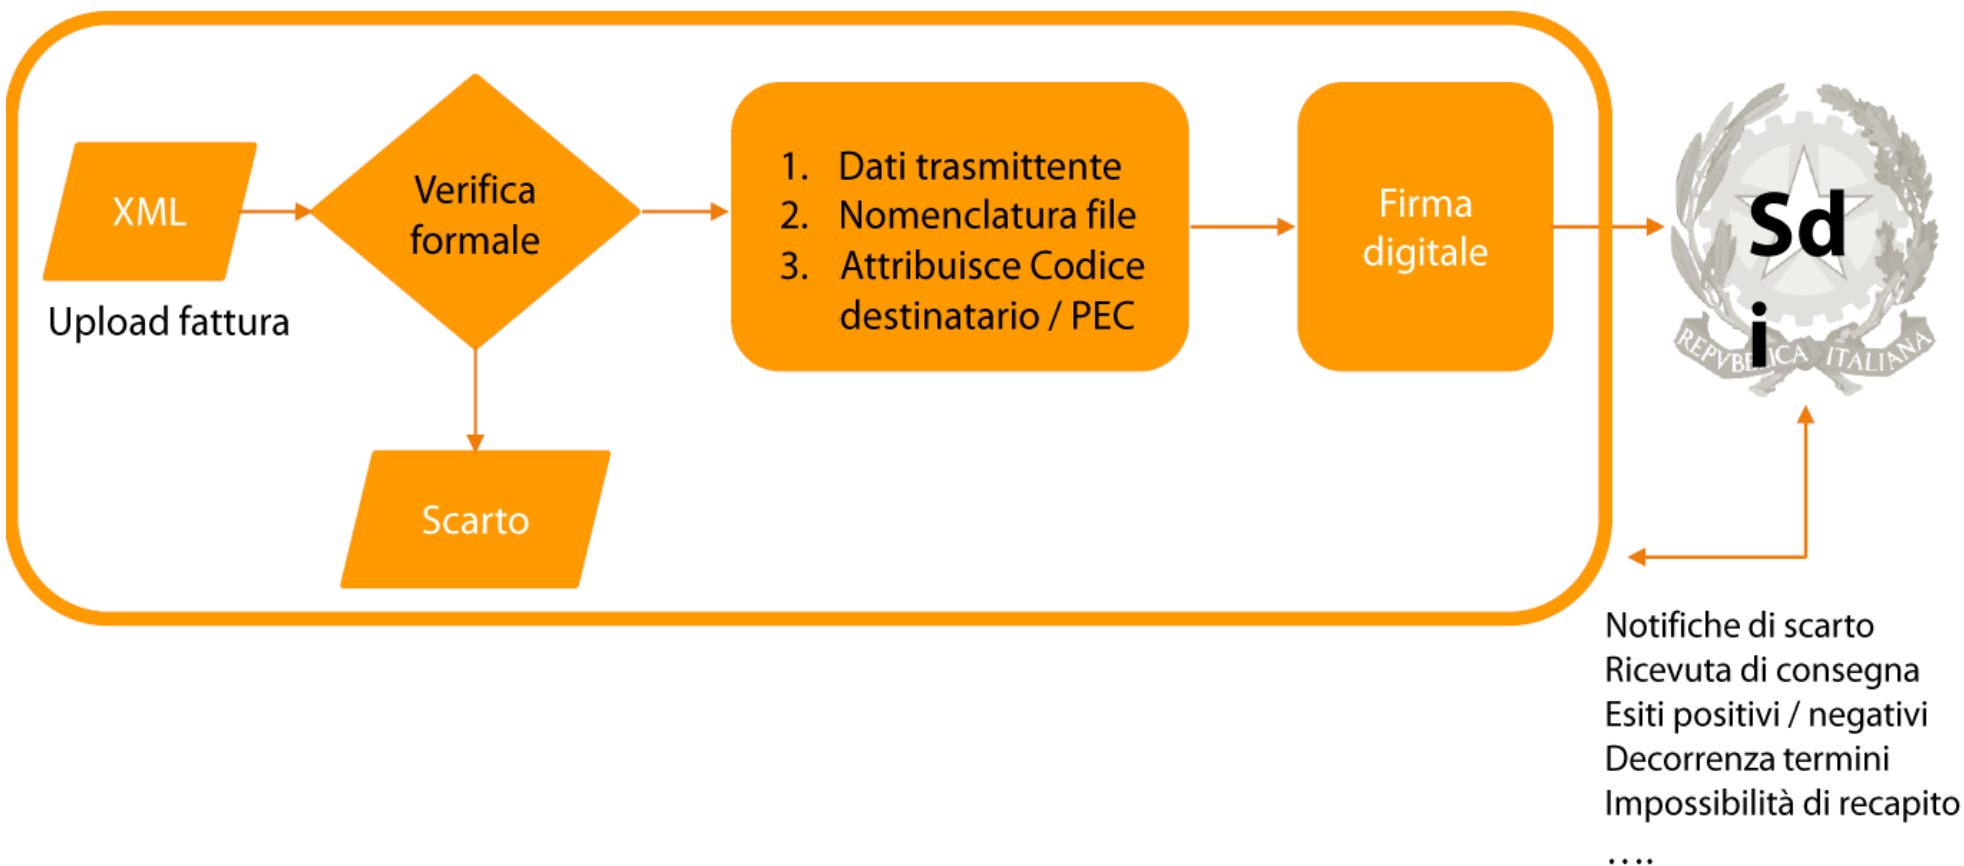 XML
Upload fattura
Verifica
formale
Scarto
1. Dati trasmittente
2. Nomenclatura file
3. Attribuisce Codice
destinatario / PEC
Firma
digitale
Sd
i
REPVBBLICA ITALIANA
Notifiche di scarto
Ricevuta di consegna
Esiti positivi / negativi
Decorrenza termini
Impossibilità di recapito
....